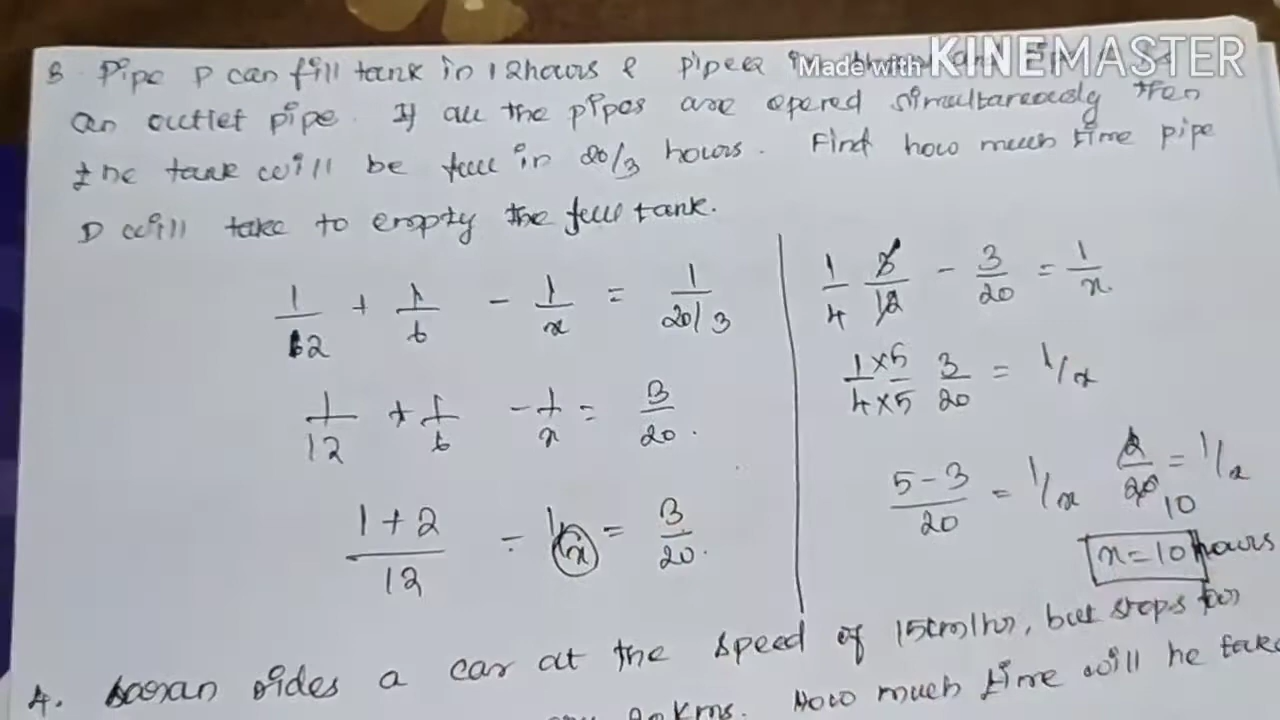 3. Pipe P can fill tank in 12hours & pipe
Made with KINEMASTER
an outlet pipe. If all the pipes are opened simultaneously then
the tank will be full in 20/3 hours. Find how much time pipe
D will take to empty the full tank.
1/12 + 1/6 - 1/x = 1/20/3
1/12 + 1/6 - 1/x = 3/20.
1+2/12 - 1/x = 3/20.
1/4 3/12 - 3/20 = 1/x
1×5/4×5 3/20 = 1/x
5-3/20 = 1/x 2/20 = 1/x
10
x=10 hours
4. rides a car at the speed of 15km/hr, but stops for
kms. How much time will he take